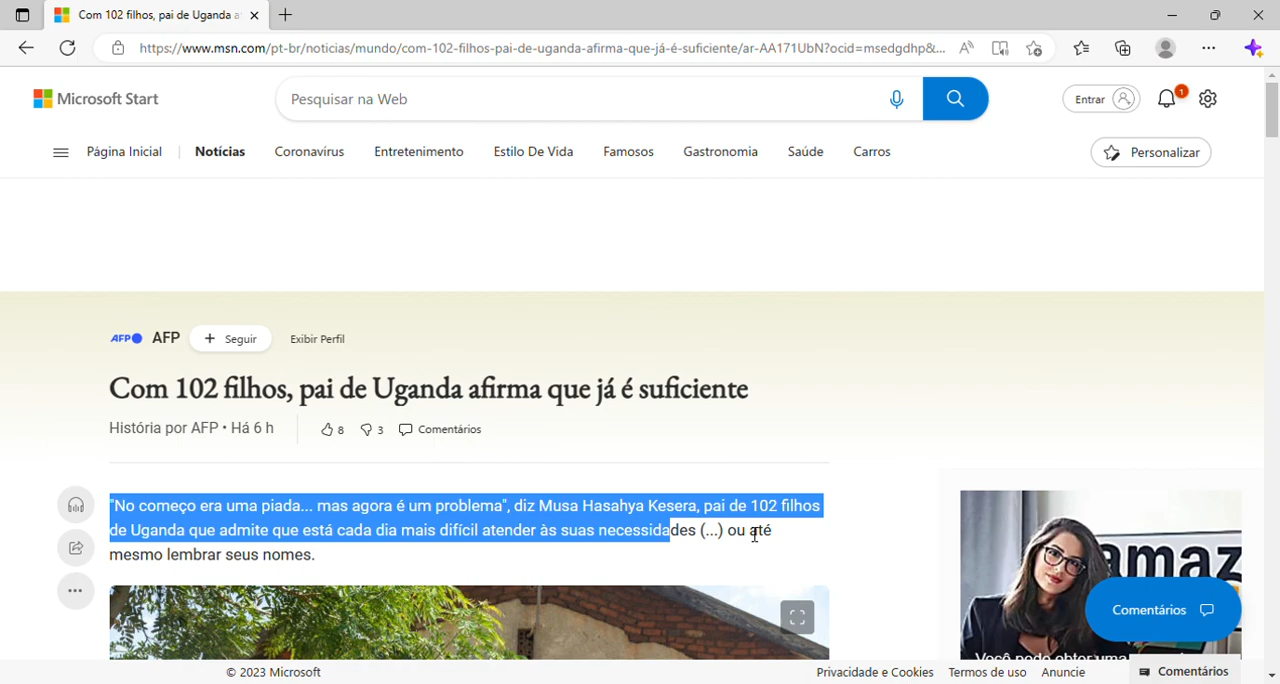 Com 102 filhos, pai de Uganda a
https://www.msn.com/pt-br/noticias/mundo/com-102-filhos-pai-de-uganda-afirma-que-já-é-suficiente/ar-AA171UbN?ocid=msedgdhp&...
Microsoft Start
Pesquisar na Web
Entrar
1
Página Inicial
Notícias
Coronavírus
Entretenimento
Estilo De Vida
Famosos
Gastronomia
Saúde
Carros
Personalizar
AFP AFP
Seguir
Exibir Perfil
Com 102 filhos, pai de Uganda afirma que já é suficiente
História por AFP • Há 6 h
8
3
Comentários
"No começo era uma piada... mas agora é um problema", diz Musa Hasahya Kesera, pai de 102 filhos
de Uganda que admite que está cada dia mais difícil atender às suas necessidades (...) ou até
mesmo lembrar seus nomes.
amaz
Comentários
Você pode obter uma
© 2023 Microsoft
Privacidade e Cookies
Termos de uso
Anuncie
Comentários